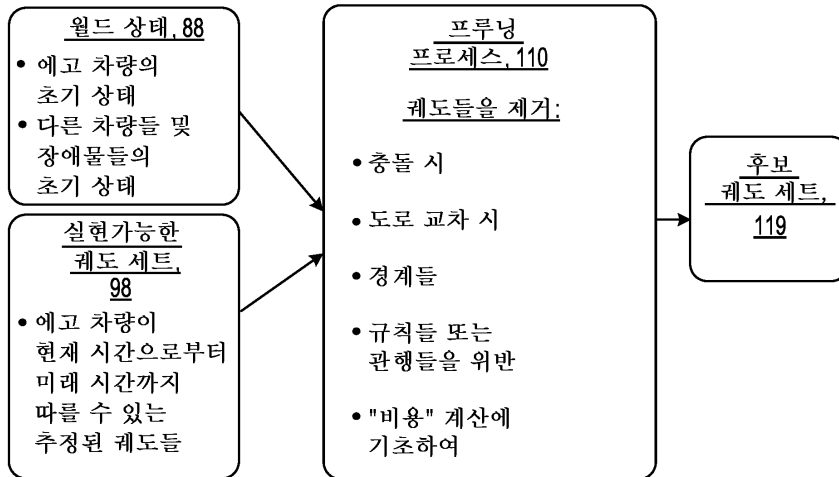 월드 상태, 88
• 에고 차량의
초기 상태
• 다른 차량들 및
장애물들의
초기 상태
실현가능한
궤도 세트,
98
• 에고 차량이
현재 시간으로부터
미래 시간까지
따를 수 있는
추정된 궤도들
프루닝
프로세스, 110
궤도들을 제거:
• 충돌 시
• 도로 교차 시
• 경계들
• 규칙들 또는
관행들을 위반
• "비용" 계산에
기초하여
후보
궤도 세트,
119